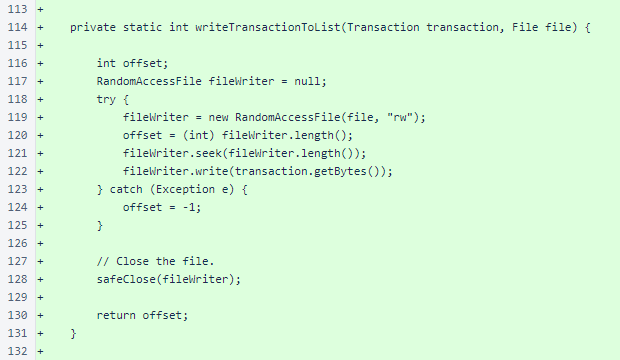 113 +
114 +    private static int writeTransactionToList(Transaction transaction, File file) {
115 +
116 +        int offset;
117 +        RandomAccessFile fileWriter = null;
118 +        try {
119 +            fileWriter = new RandomAccessFile(file, "rw");
120 +            offset = (int) fileWriter.length();
121 +            fileWriter.seek(fileWriter.length());
122 +            fileWriter.write(transaction.getBytes());
123 +        } catch (Exception e) {
124 +            offset = -1;
125 +        }
126 +
127 +        // Close the file.
128 +        safeClose(fileWriter);
129 +
130 +        return offset;
131 +    }
132 +